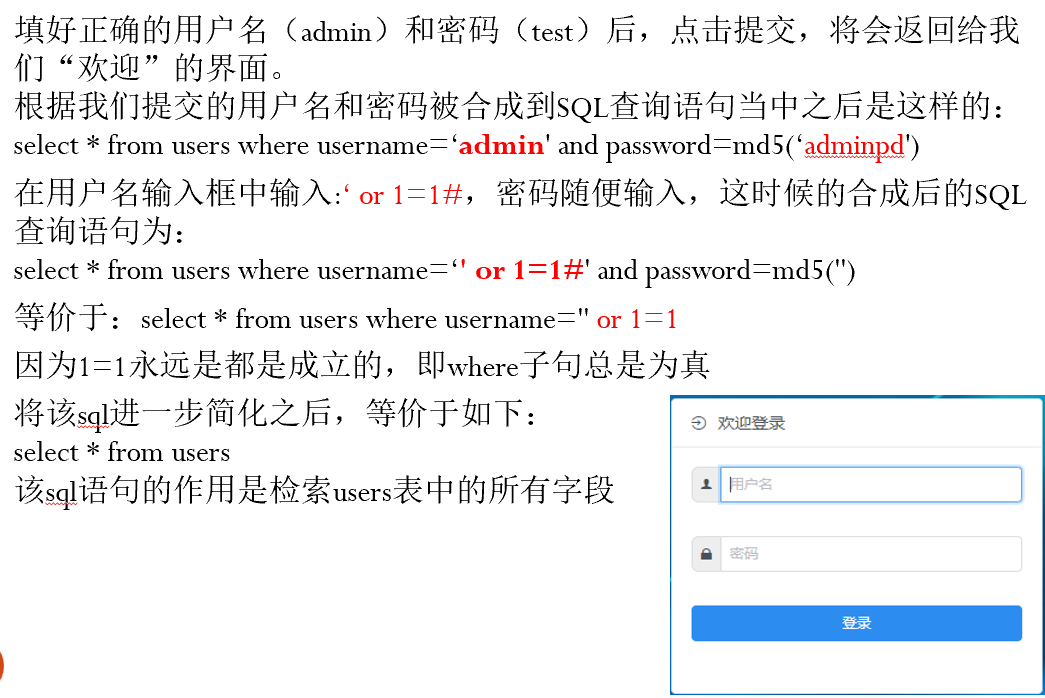 填好正确的用户名（admin）和密码（test）后，点击提交，将会返回给我
们“欢迎”的界面。
根据我们提交的用户名和密码被合成到SQL查询语句当中之后是这样的：
select * from users where username=‘admin' and password=md5(‘adminpd')
在用户名输入框中输入:‘ or 1=1#，密码随便输入，这时候的合成后的SQL
查询语句为：
select * from users where username=‘' or 1=1#' and password=md5('')
等价于：select * from users where username='' or 1=1
因为1=1永远是都是成立的，即where子句总是为真
将该sql进一步简化之后，等价于如下：
select * from users
该sql语句的作用是检索users表中的所有字段
欢迎登录
用户名
密码
登录